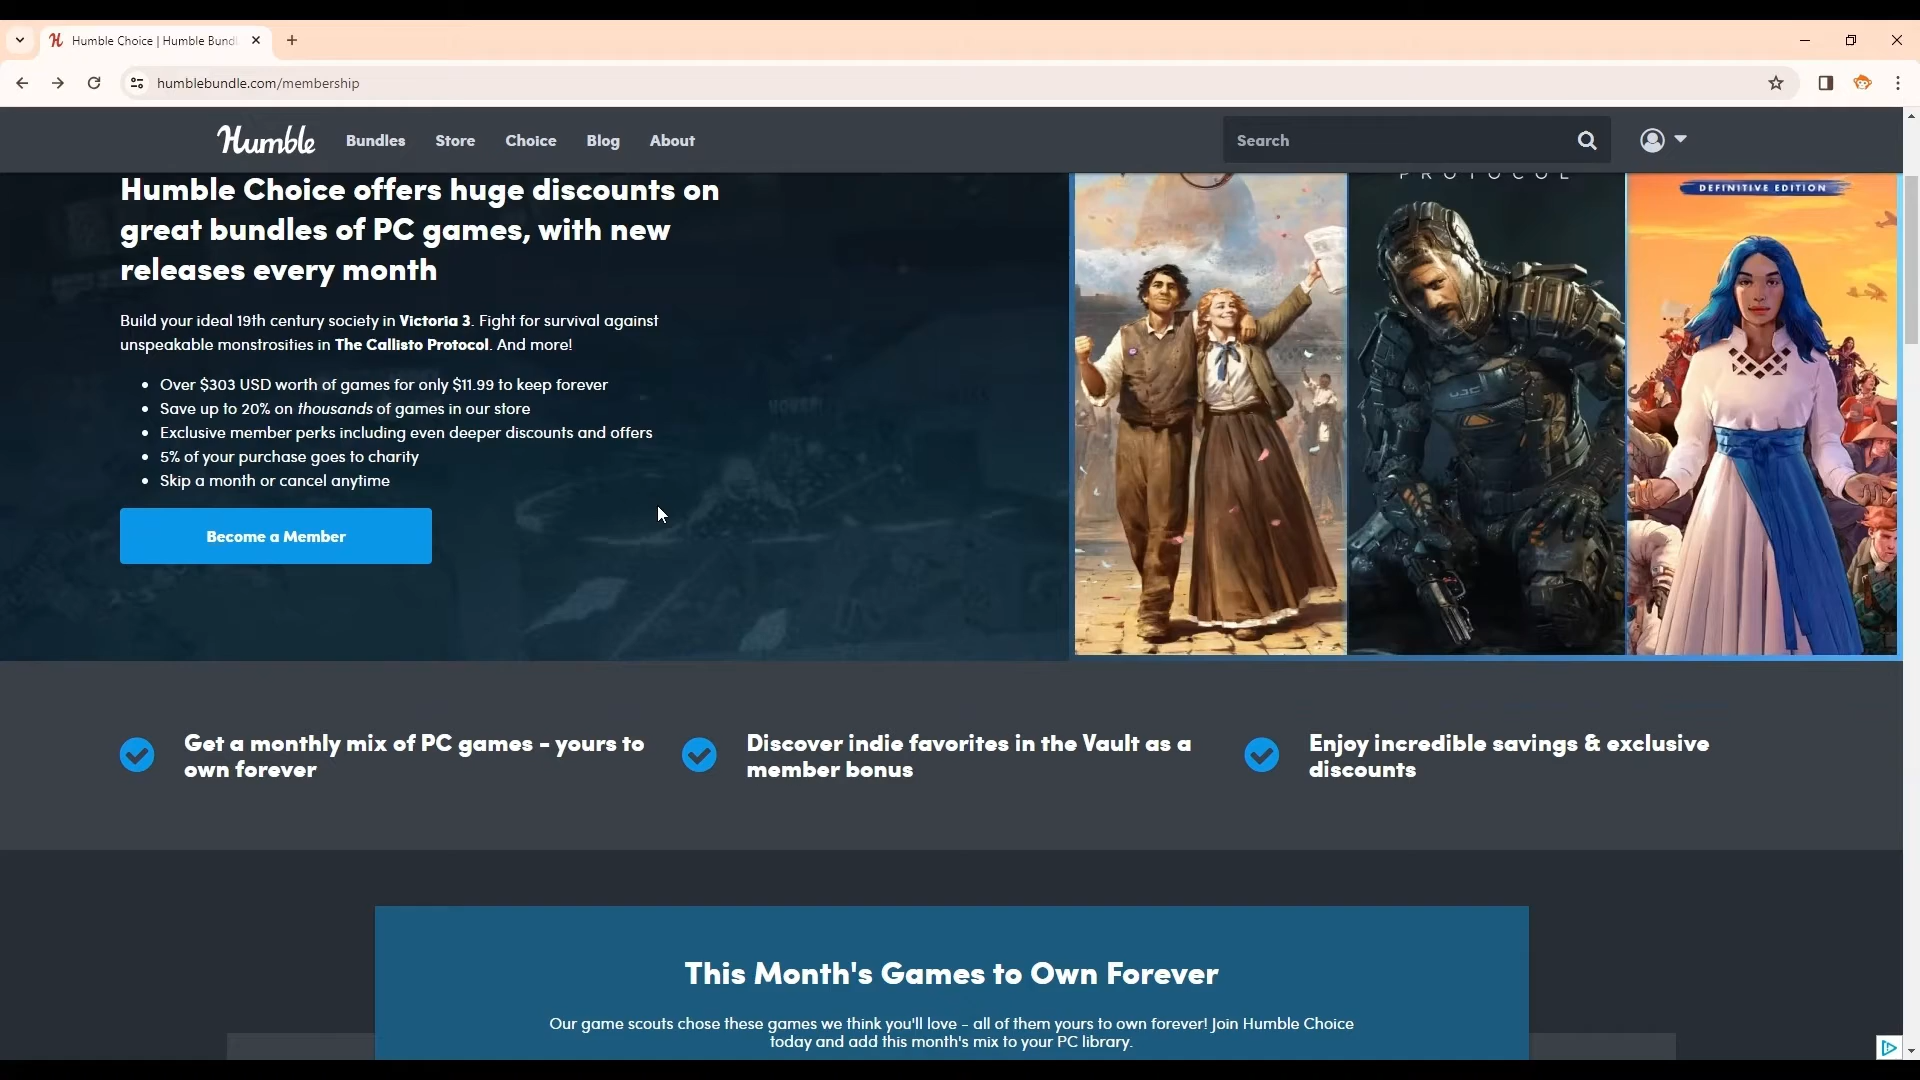 Humble Choice | Humble Bund
humblebundle.com/membership
Humble
Bundles
Store
Choice
Blog
About
Search
Humble Choice offers huge discounts on
great bundles of PC games, with new
releases every month
Build your ideal 19th century society in Victoria 3. Fight for survival against
unspeakable monstrosities in The Callisto Protocol. And more!
• Over $303 USD worth of games for only $11.99 to keep forever
• Save up to 20% on thousands of games in our store
• Exclusive member perks including even deeper discounts and offers
• 5% of your purchase goes to charity
• Skip a month or cancel anytime
Become a Member
PROTOCOL
DEFINITIVE EDITION
Get a monthly mix of PC games - yours to
own forever
Discover indie favorites in the Vault as a
member bonus
Enjoy incredible savings & exclusive
discounts
This Month's Games to Own Forever
Our game scouts chose these games we think you'll love - all of them yours to own forever! Join Humble Choice
today and add this month's mix to your PC library.